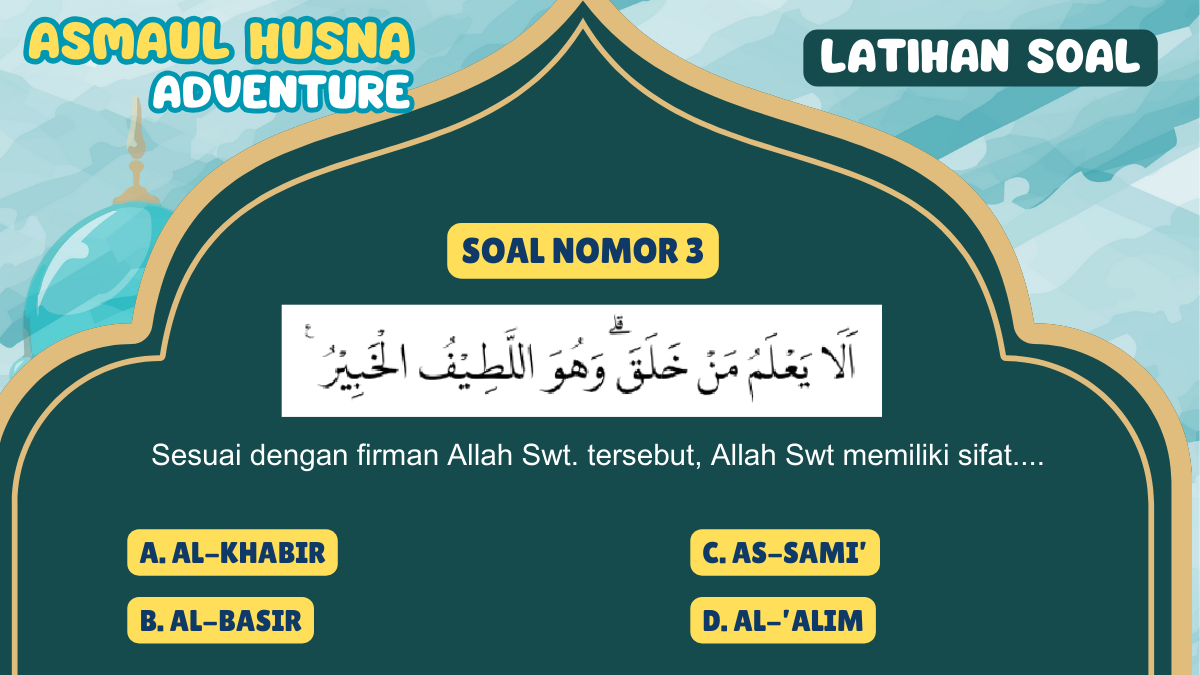 ASMAUL HUSNA
ADVENTURE
LATIHAN SOAL
SOAL NOMOR 3
اَلَا يَعْلَمُ مَنْ خَلَقَۗ وَهُوَ اللَّطِيْفُ الْخَبِيْرُ ࣖ
Sesuai dengan firman Allah Swt. tersebut, Allah Swt memiliki sifat....
A. AL-KHABIR
B. AL-BASIR
C. AS-SAMI'
D. AL-'ALIM